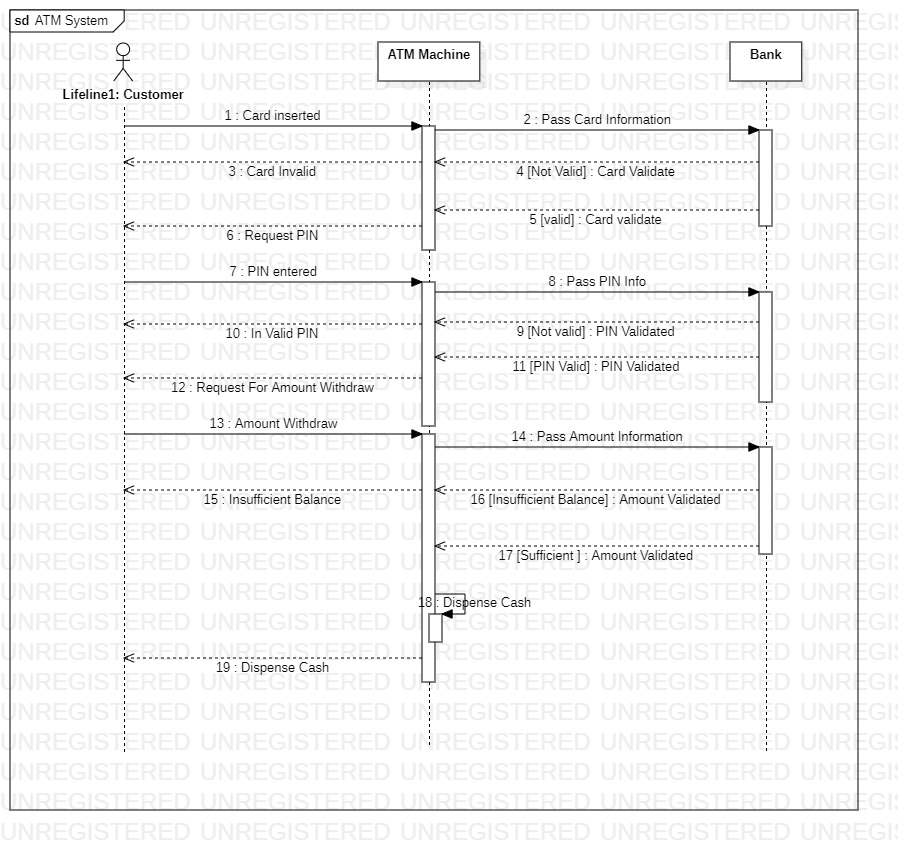 sd ATM System
ATM Machine
Bank
Lifeline1: Customer
1 : Card inserted
2 : Pass Card Information
3 : Card Invalid
4 [Not Valid] : Card Validate
5 [valid] : Card validate
6 : Request PIN
7 : PIN entered
8 : Pass PIN Info
9 [Not valid] : PIN Validated
10 : In Valid PIN
11 [PIN Valid] : PIN Validated
12 : Request For Amount Withdraw
13 : Amount Withdraw
14 : Pass Amount Information
15 : Insufficient Balance
16 [Insufficient Balance] : Amount Validated
17 [Sufficient ] : Amount Validated
18 : Dispense Cash
19 : Dispense Cash
UNREGISTERED UNREGISTERED UNREGISTERED UNREGISTERED